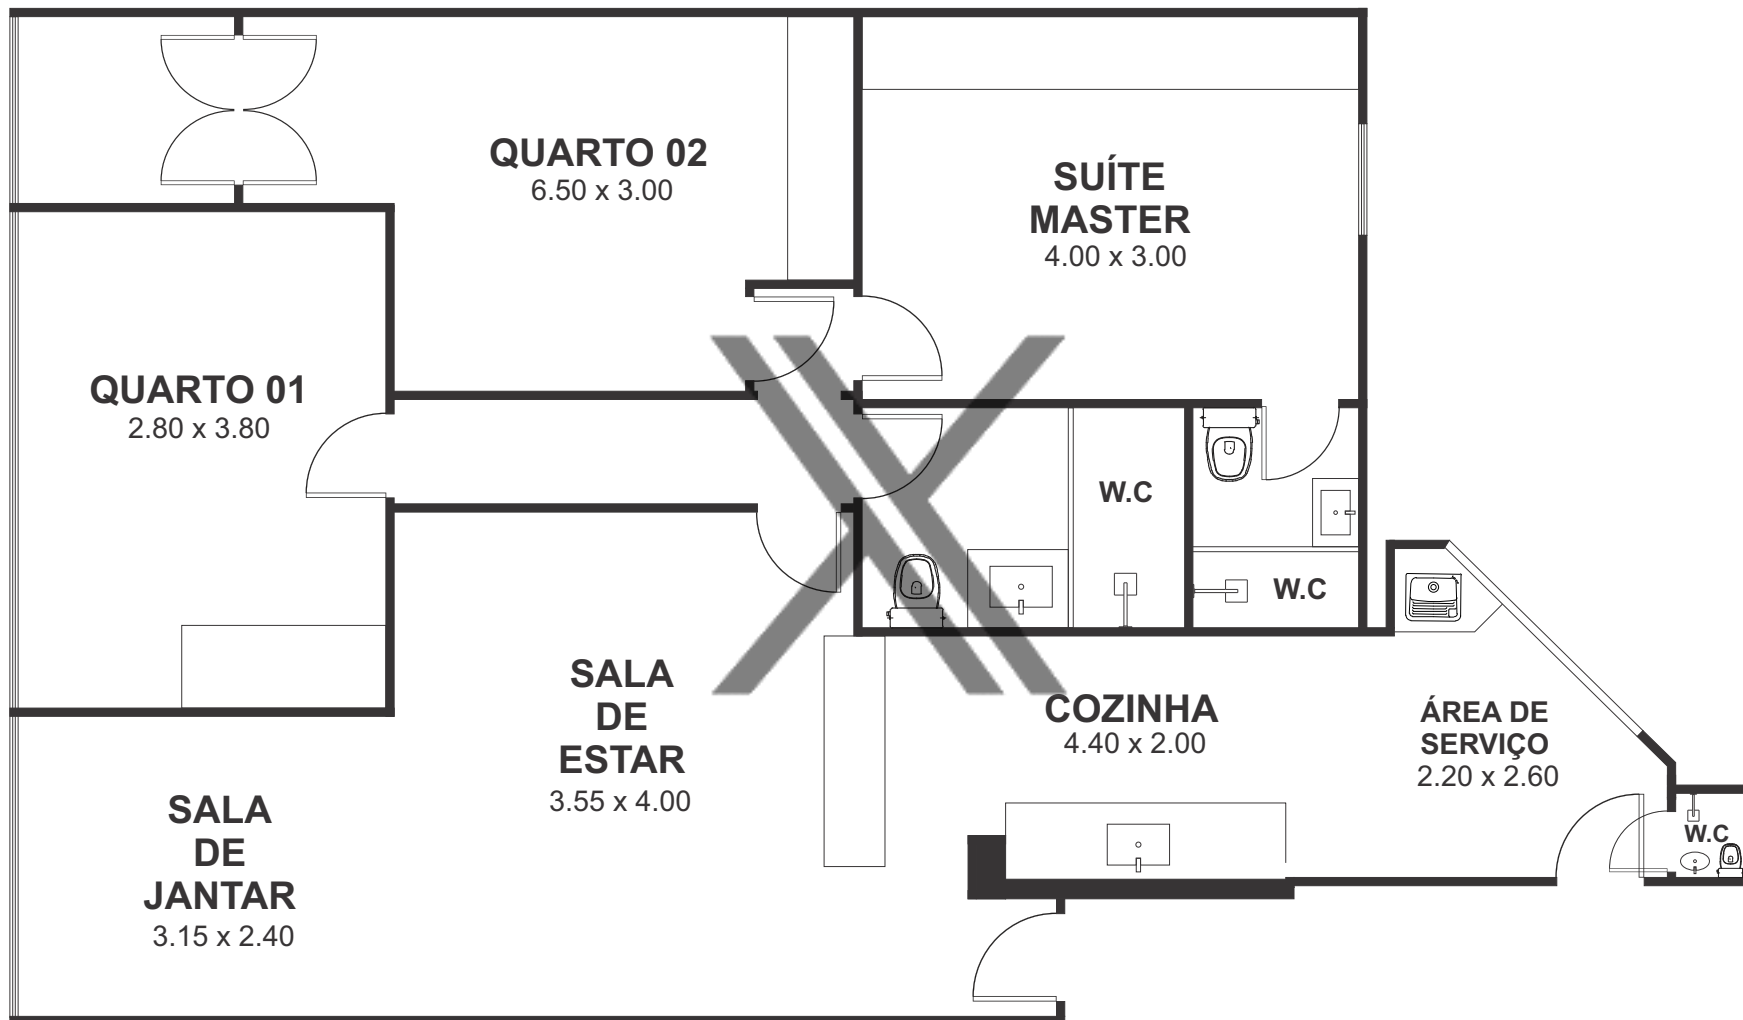 QUARTO 02
6.50 x 3.00
SUÍTE
MASTER
4.00 x 3.00
QUARTO 01
2.80 x 3.80
W.C
W.C
SALA
DE
ESTAR
3.55 x 4.00
COZINHA
4.40 x 2.00
ÁREA DE
SERVIÇO
2.20 x 2.60
SALA
DE
JANTAR
3.15 x 2.40
W.C